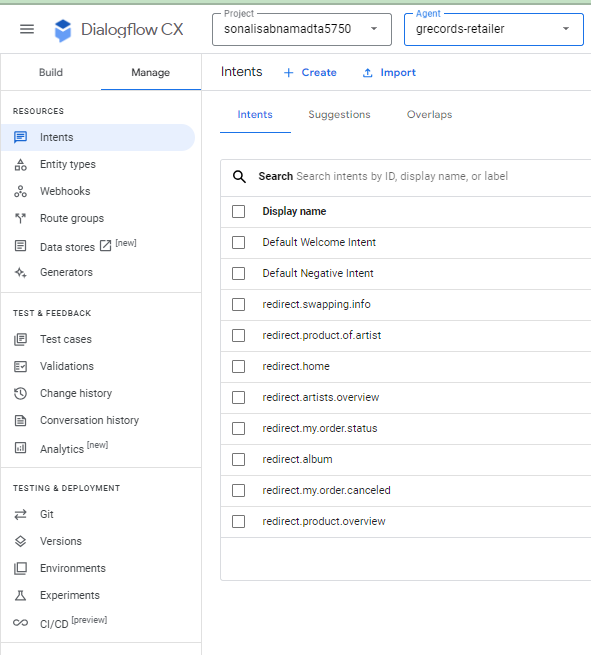 Dialogflow CX
Project
sonalisabnamadta5750
Agent
grecords-retailer
Build
Manage
Intents
Create
Import
RESOURCES
Intents
Entity types
Webhooks
Route groups
Data stores [new]
Generators
TEST & FEEDBACK
Test cases
Validations
Change history
Conversation history
Analytics [new]
TESTING & DEPLOYMENT
Git
Versions
Environments
Experiments
CI/CD [preview]
Intents
Suggestions
Overlaps
Search Search intents by ID, display name, or label
Display name
Default Welcome Intent
Default Negative Intent
redirect.swapping.info
redirect.product.of.artist
redirect.home
redirect.artists.overview
redirect.my.order.status
redirect.album
redirect.my.order.canceled
redirect.product.overview